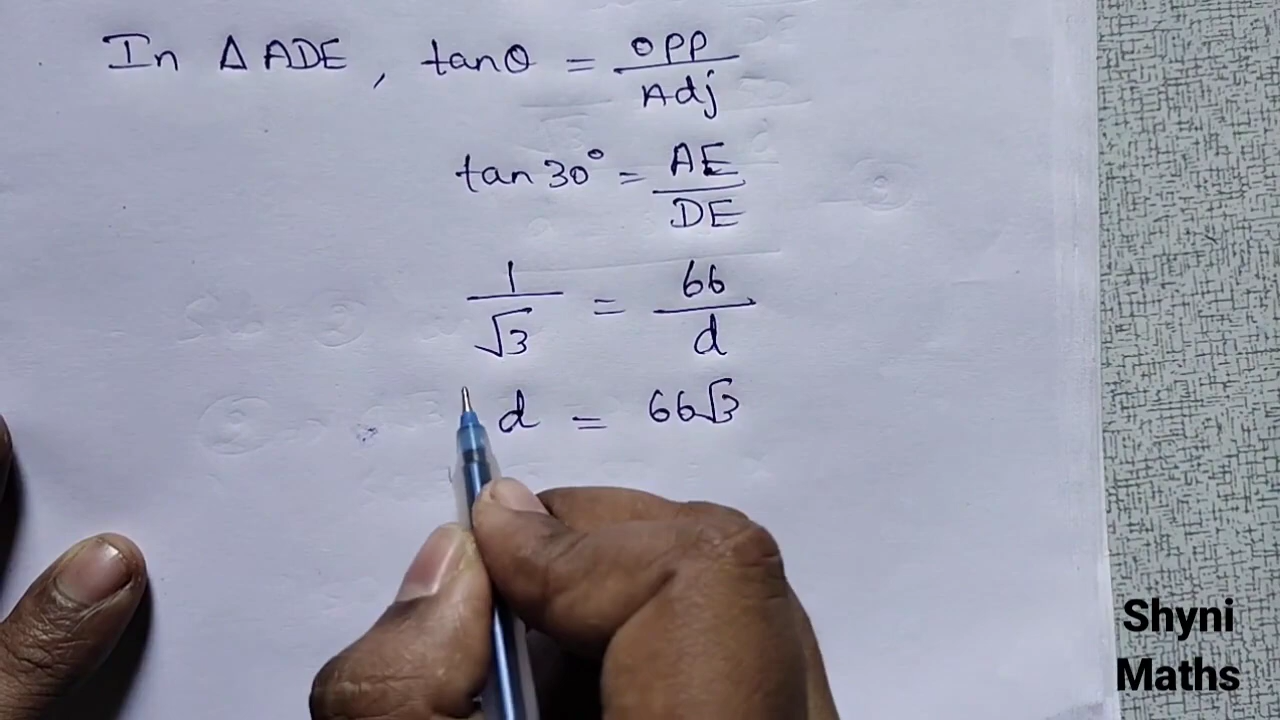 In Δ ADE, tanθ = opp/Adj
tan 30° = AE/DE
1/√3 = 66/d
d = 66√3
Shyni
Maths